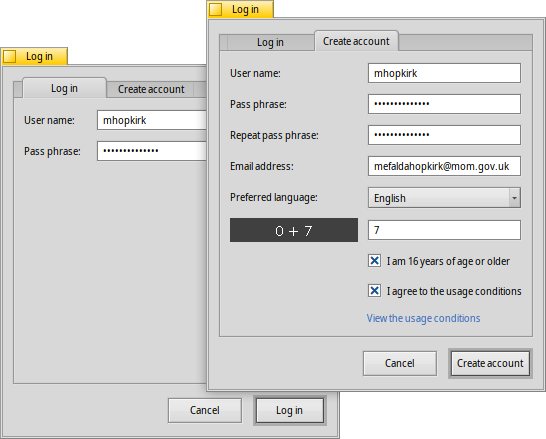 Log in
Log in
Create account
User name:
mhopkirk
Pass phrase:
••••••••••••••
Cancel
Log in
Log in
Log in
Create account
User name:
mhopkirk
Pass phrase:
••••••••••••••
Repeat pass phrase:
••••••••••••••
Email address:
mefaldahopkirk@mom.gov.uk
Preferred language:
English
0 + 7
7
I am 16 years of age or older
I agree to the usage conditions
View the usage conditions
Cancel
Create account